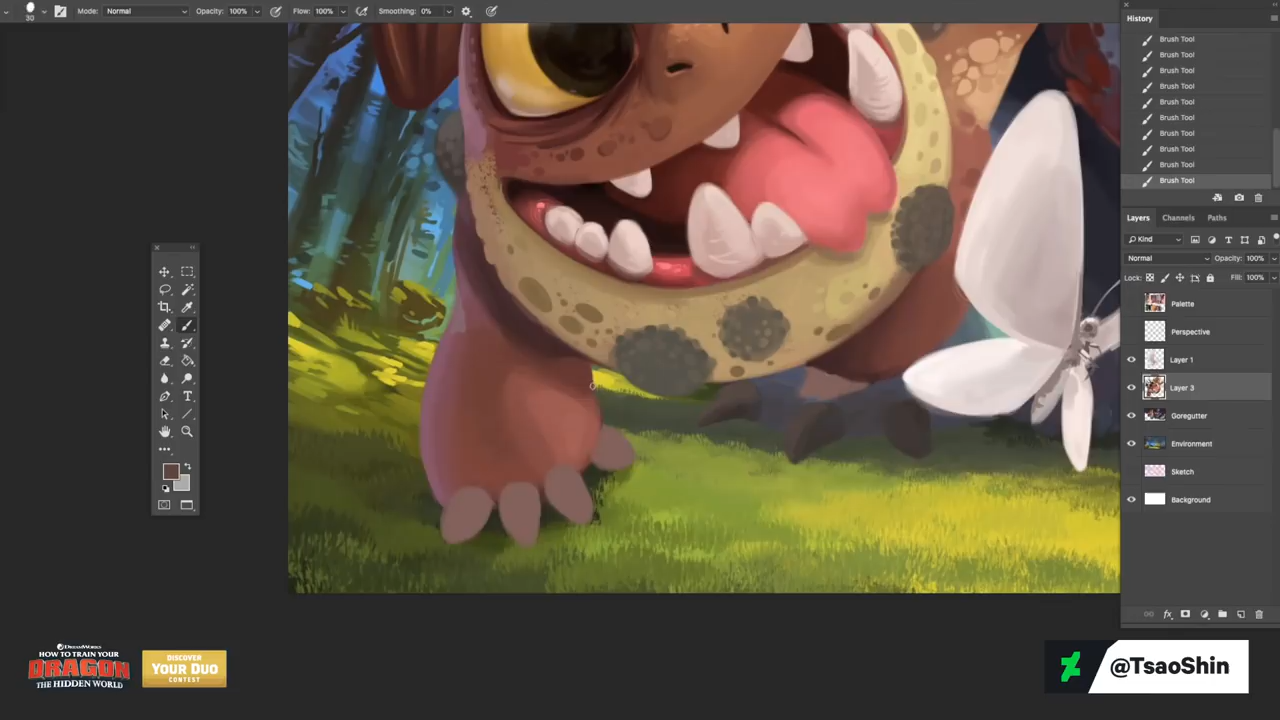 30
Mode: Normal
Opacity: 100%
Flow: 100%
Smoothing: 0%
History
Brush Tool
Brush Tool
Brush Tool
Brush Tool
Brush Tool
Brush Tool
Brush Tool
Brush Tool
Brush Tool
Brush Tool
Layers Channels Paths
Kind
Normal Opacity: 100%
Lock: Fill: 100%
Palette
Perspective
Layer 1
Layer 3
Goregutter
Environment
Sketch
Background
DREAMWORKS
HOW TO TRAIN YOUR
DRAGON
THE HIDDEN WORLD
DISCOVER
YOUR DUO
CONTEST
@TsaoShin